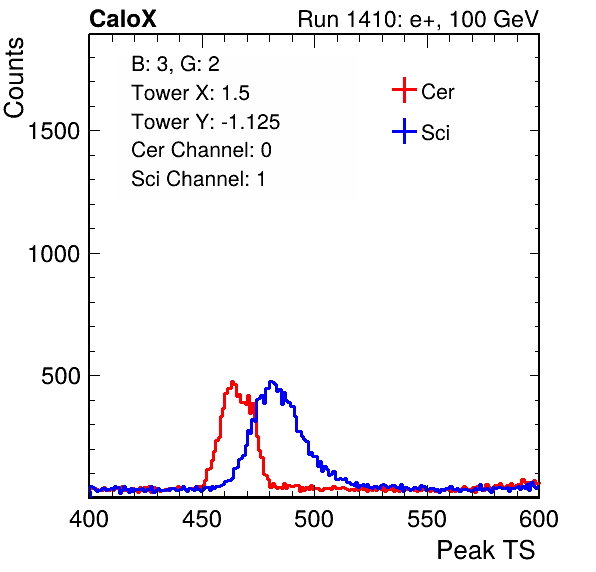 CaloX Run 1410: e+, 100 GeV
Counts
B: 3, G: 2
Tower X: 1.5
Tower Y: -1.125
Cer Channel: 0
Sci Channel: 1
Cer
Sci
1500
1000
500
400 450 500 550 600
Peak TS